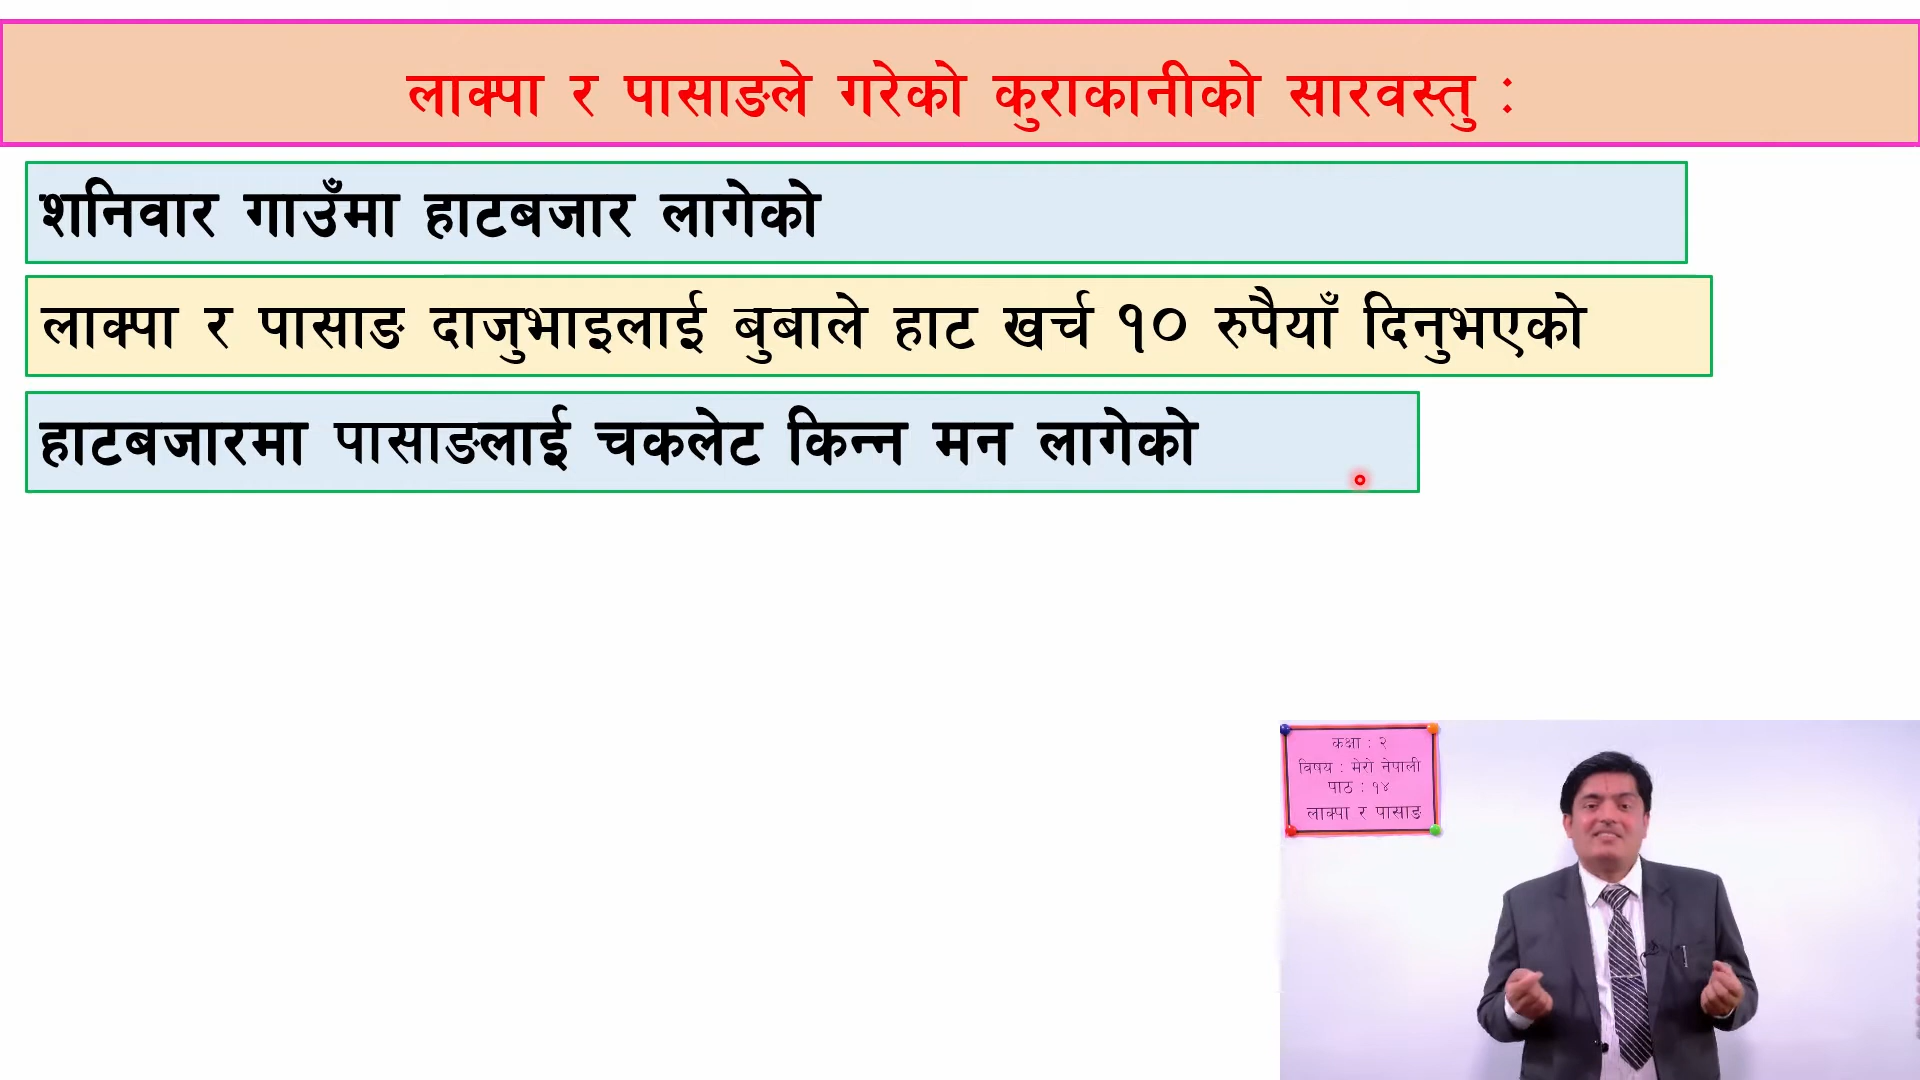 लाक्पा र पासाङले गरेको कुराकानीको सारवस्तु :
शनिवार गाउँमा हाटबजार लागेको
लाक्पा र पासाङ दाजुभाइलाई बुबाले हाट खर्च १० रुपैयाँ दिनुभएको
हाटबजारमा पासाङलाई चकलेट किन्न मन लागेको
कक्षा : २
विषय : मेरो नेपाली
पाठ : १४
लाक्पा र पासाङ